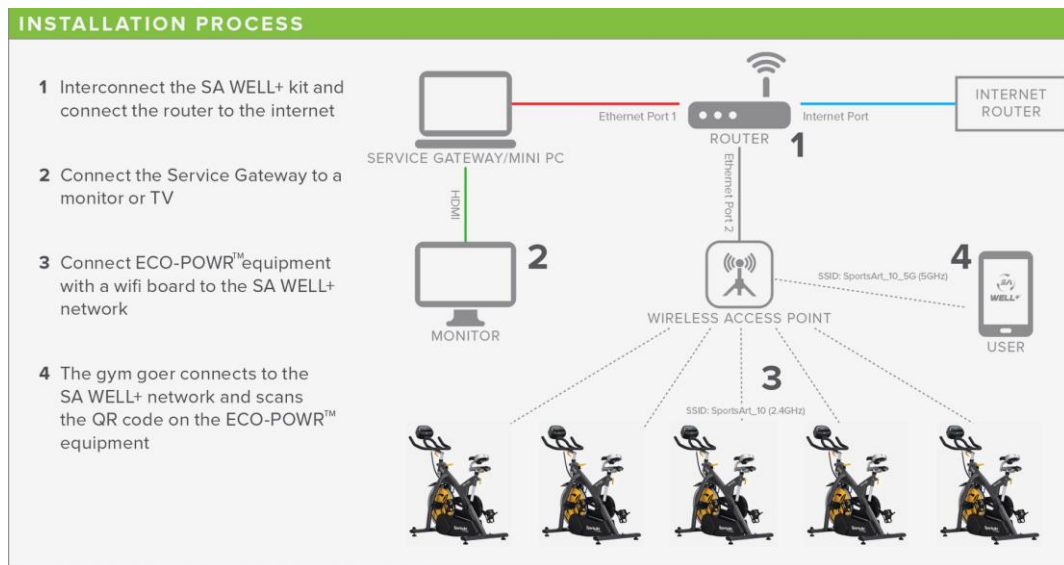 INSTALLATION PROCESS
1 Interconnect the SA WELL+ kit and
connect the router to the internet
2 Connect the Service Gateway to a
monitor or TV
3 Connect ECO-POWR™equipment
with a wifi board to the SA WELL+
network
4 The gym goer connects to the
SA WELL+ network and scans
the QR code on the ECO-POWR™
equipment
SERVICE GATEWAY/MINI PC
Ethernet Port 1
ROUTER
1
Internet Port
INTERNET
ROUTER
HDMI
Ethernet Port 2
MONITOR
2
WIRELESS ACCESS POINT
SSID: SportsArt_10_5G (5GHz)
4
SA
WELL+
USER
3
SSID: SportsArt_10 (2.4GHz)